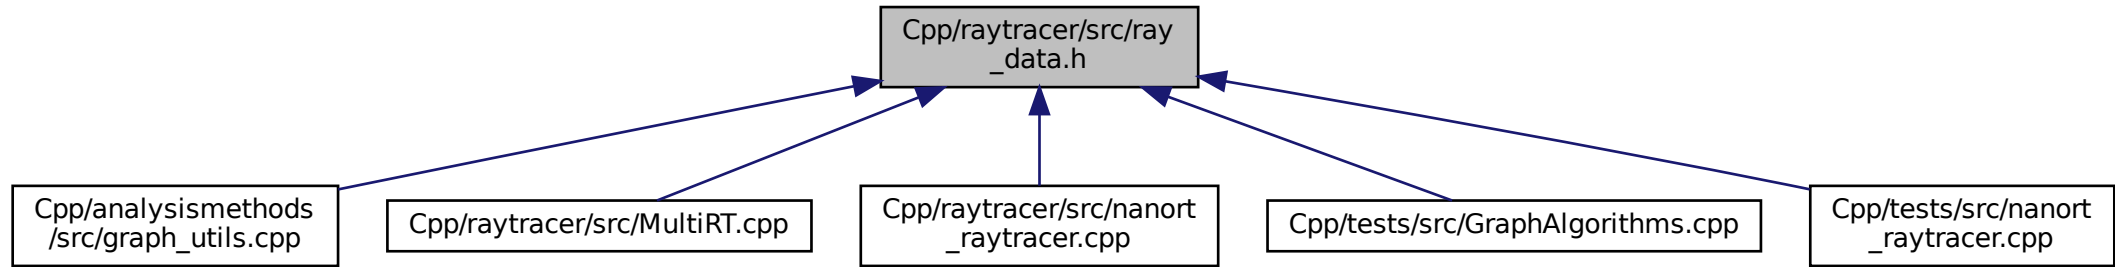 Cpp/raytracer/src/ray
_data.h
Cpp/analysismethods
/src/graph_utils.cpp
Cpp/raytracer/src/MultiRT.cpp
Cpp/raytracer/src/nanort
_raytracer.cpp
Cpp/tests/src/GraphAlgorithms.cpp
Cpp/tests/src/nanort
_raytracer.cpp